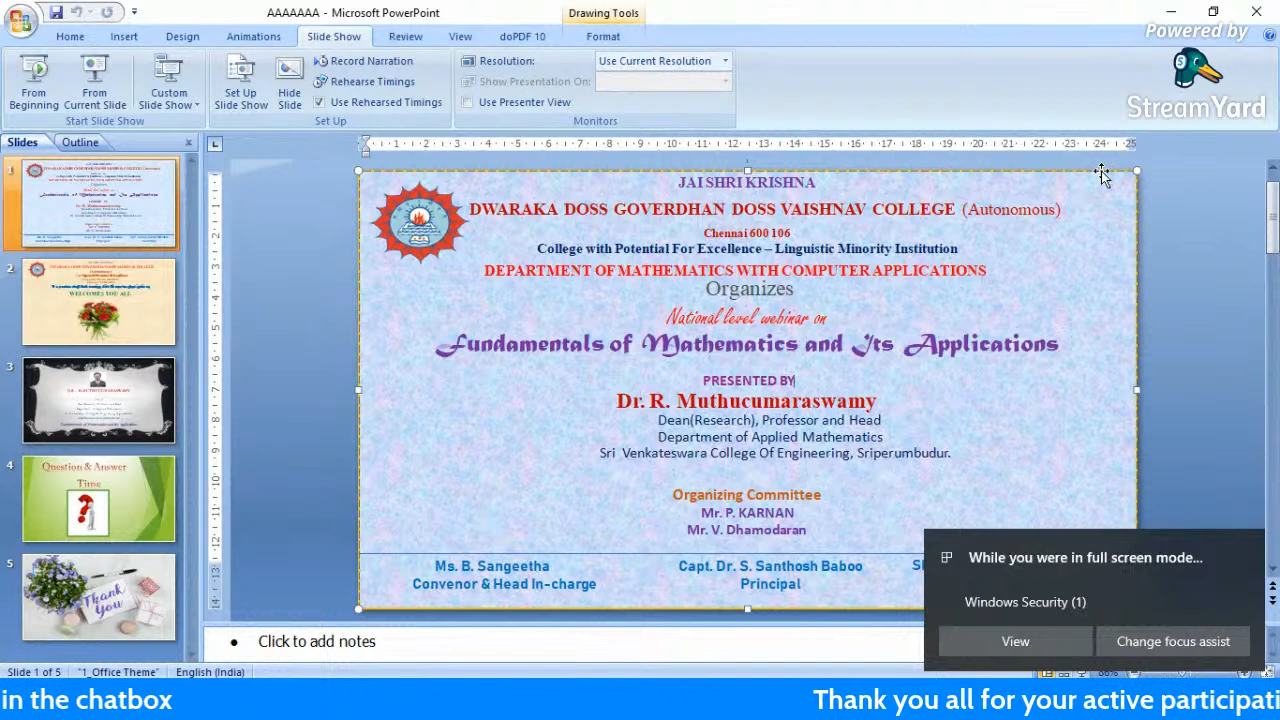 AAAAAAA - Microsoft PowerPoint
Drawing Tools
Powered by
Home
Insert
Design
Animations
Slide Show
Review
View
doPDF 10
Format
StreamYard
From Beginning
From Current Slide
Custom Slide Show
Start Slide Show
Set Up Slide Show
Hide Slide
Record Narration
Rehearse Timings
Use Rehearsed Timings
Set Up
Resolution:
Use Current Resolution
Show Presentation On:
Use Presenter View
Monitors
Slides
Outline
1
2
WELCOMES YOU ALL
3
4
Question & Answer
Time
5
Thank You
JAI SHRI KRISHNA
DWARAKA DOSS GOVERDHAN DOSS VAISHNAV COLLEGE (Autonomous)
Chennai 600 106
College with Potential For Excellence – Linguistic Minority Institution
DEPARTMENT OF MATHEMATICS WITH COMPUTER APPLICATIONS
Organizes
National level webinar on
Fundamentals of Mathematics and Its Applications
PRESENTED BY
Dr. R. Muthucumaraswamy
Dean(Research), Professor and Head
Department of Applied Mathematics
Sri Venkateswara College Of Engineering, Sriperumbudur.
Organizing Committee
Mr. P. KARNAN
Mr. V. Dhamodaran
Ms. B. Sangeetha
Convenor & Head In-charge
Capt. Dr. S. Santhosh Baboo
Principal
While you were in full screen mode...
Windows Security (1)
View
Change focus assist
Click to add notes
Slide 1 of 5
"1_Office Theme"
English (India)
in the chatbox
Thank you all for your active participati